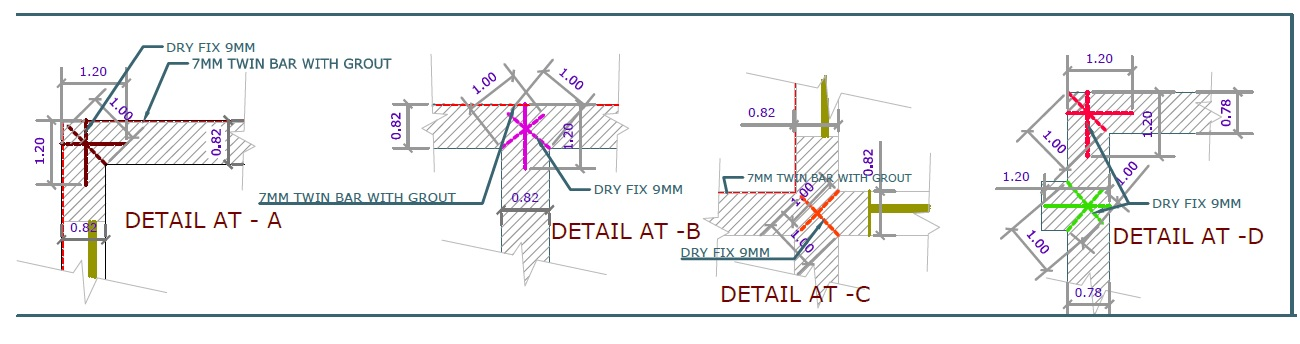 DRY FIX 9MM
7MM TWIN BAR WITH GROUT
1.20
1.00
1.20
0.82
0.82
DETAIL AT - A
1.00
1.00
0.82
1.20
7MM TWIN BAR WITH GROUT
DRY FIX 9MM
0.82
DETAIL AT -B
0.82
0.82
7MM TWIN BAR WITH GROUT
1.00
1.00
DRY FIX 9MM
DETAIL AT -C
1.20
0.78
1.20
1.00
1.20
1.00
DRY FIX 9MM
1.00
DETAIL AT -D
0.78